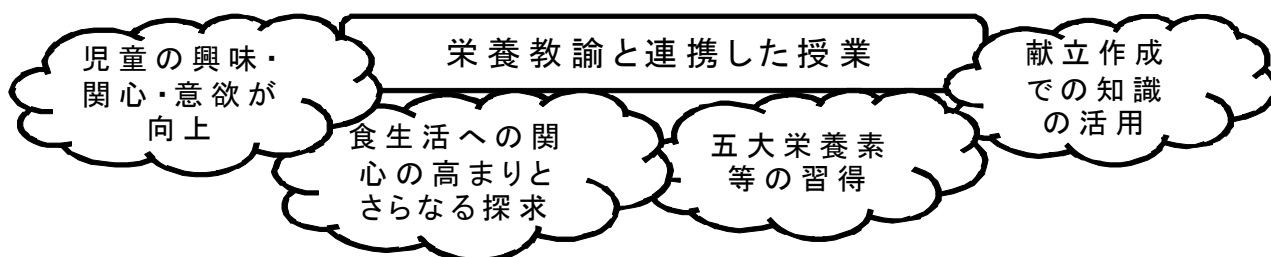 栄養教諭と連携した授業
児童の興味・
関心・意欲が
向上
食生活への関
心の高まりと
さらなる探求
五大栄養素
等の習得
献立作成
での知識
の活用